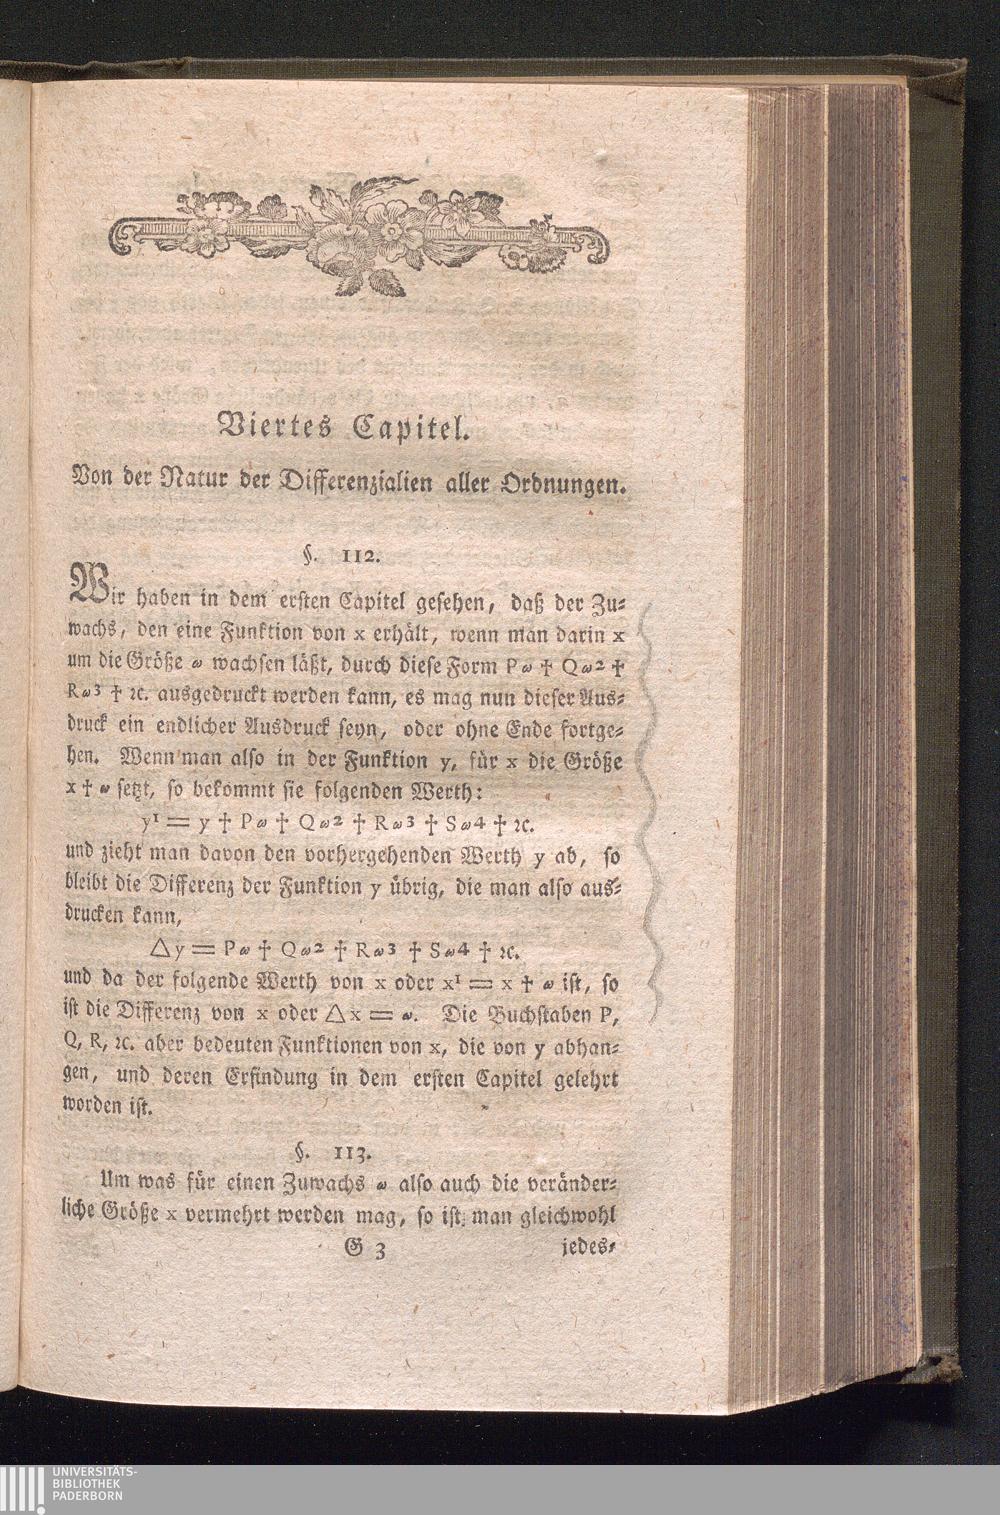 Viertes Capitel.
Von der Natur der Differenzialien aller Ordnungen.
§. 112.
Wir haben in dem ersten Capitel gesehen, daß der Zu-
wachs, den eine Funktion von x erhält, wenn man darin x
um die Größe ω wachsen läßt, durch diese Form Pω † Qω2 †
Rω3 † ꝛc. ausgedruckt werden kann, es mag nun dieser Aus-
druck ein endlicher Ausdruck seyn, oder ohne Ende fortge-
hen. Wenn man also in der Funktion y, für x die Größe
x † ω setzt, so bekommt sie folgenden Werth:
yI = y † Pω † Qω2 † Rω3 † Sω4 † ꝛc.
und zieht man davon den vorhergehenden Werth y ab, so
bleibt die Differenz der Funktion y übrig, die man also aus-
drucken kann,
△y = Pω † Qω2 † Rω3 † Sω4 † ꝛc.
und da der folgende Werth von x oder xI = x † ω ist, so
ist die Differenz von x oder △x = ω. Die Buchstaben P,
Q, R, ꝛc. aber bedeuten Funktionen von x, die von y abhan-
gen, und deren Erfindung in dem ersten Capitel gelehrt
worden ist.
§. 113.
Um was für einen Zuwachs ω also auch die veränder-
liche Größe x vermehrt werden mag, so ist man gleichwohl
G 3 jedes-
UNIVERSITÄTS-
BIBLIOTHEK
PADERBORN